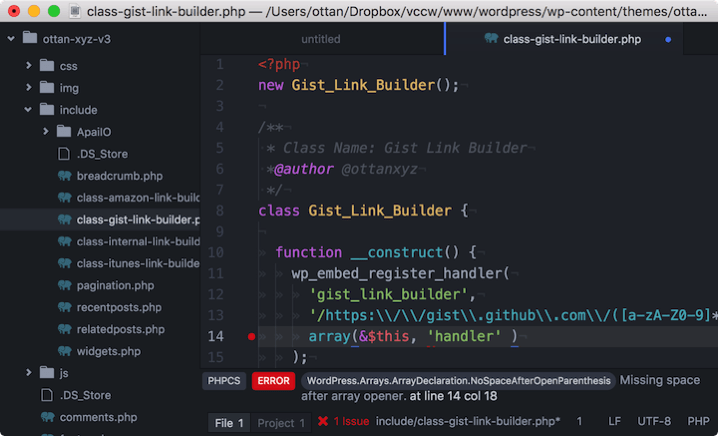 class-gist-link-builder.php — /Users/ottan/Dropbox/vccw/www/wordpress/wp-content/themes/otta...
ottan-xyz-v3
css
img
include
ApaiIO
.DS_Store
breadcrumb.php
class-amazon-link-build
class-gist-link-builder.p
class-internal-link-build
class-itunes-link-builde
pagination.php
recentposts.php
relatedposts.php
widgets.php
js
.DS_Store
comments.php
untitled
class-gist-link-builder.php
1 <?php
2 new Gist_Link_Builder();¬
3 ¬
4 /**¬
5 * Class Name: Gist Link Builder¬
6 *@author @ottanxyz¬
7 */¬
8 class Gist_Link_Builder {¬
9 ¬
10 » function __construct() {¬
11 » » wp_embed_register_handler(¬
12 » » » 'gist_link_builder',¬
13 » » » '/https:\\/\\/gist\\.github\\.com\\/([a-zA-Z0-9]*
14 » » » array(&$this, 'handler' )¬
15 » » );¬
PHPCS ERROR WordPress.Arrays.ArrayDeclaration.NoSpaceAfterOpenParenthesis Missing space
after array opener. at line 14 col 18
File 1 Project 1 1 Issue include/class-gist-link-builder.php* 1 LF UTF-8 PHP